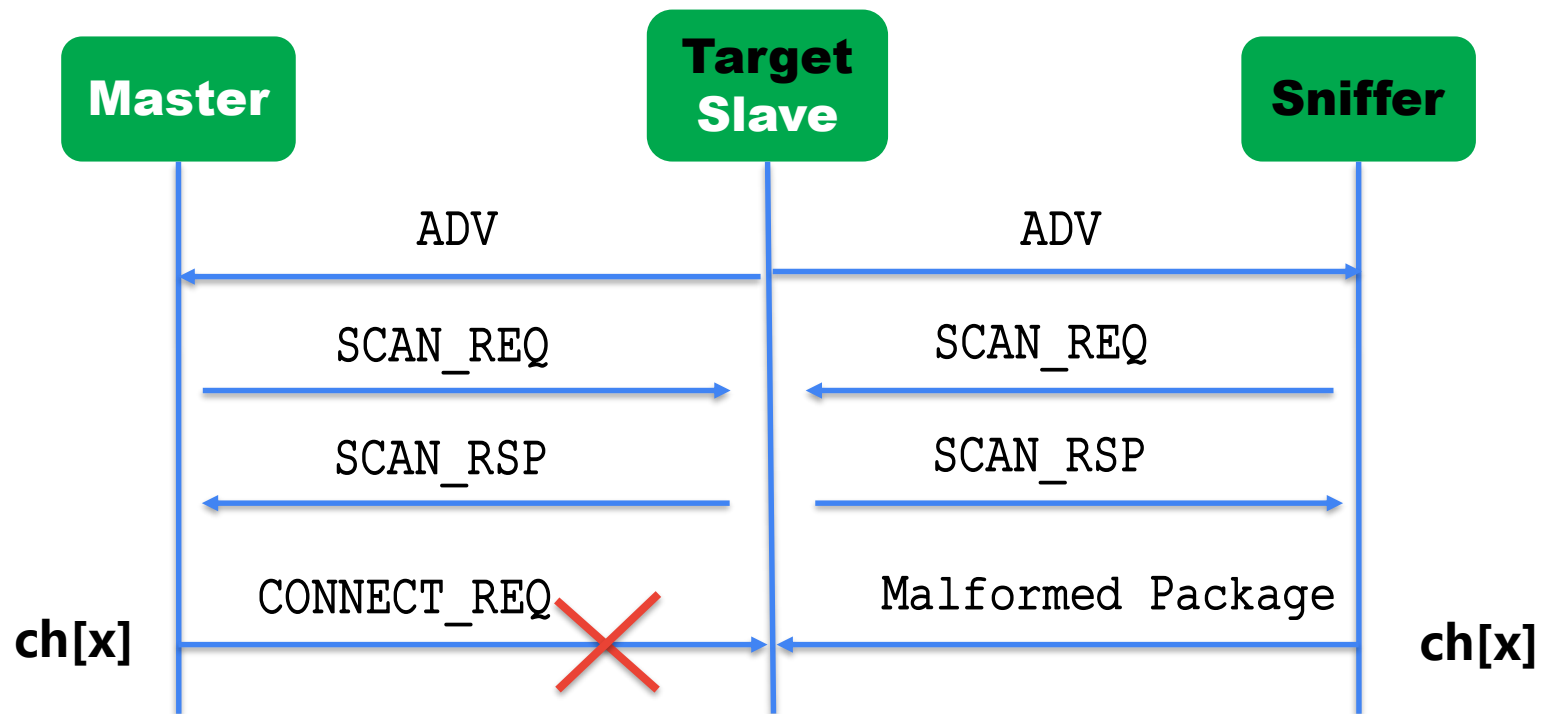 Master
Target
Slave
Sniffer
ADV
ADV
SCAN_REQ
SCAN_REQ
SCAN_RSP
SCAN_RSP
CONNECT_REQ
Malformed Package
ch[x]
ch[x]